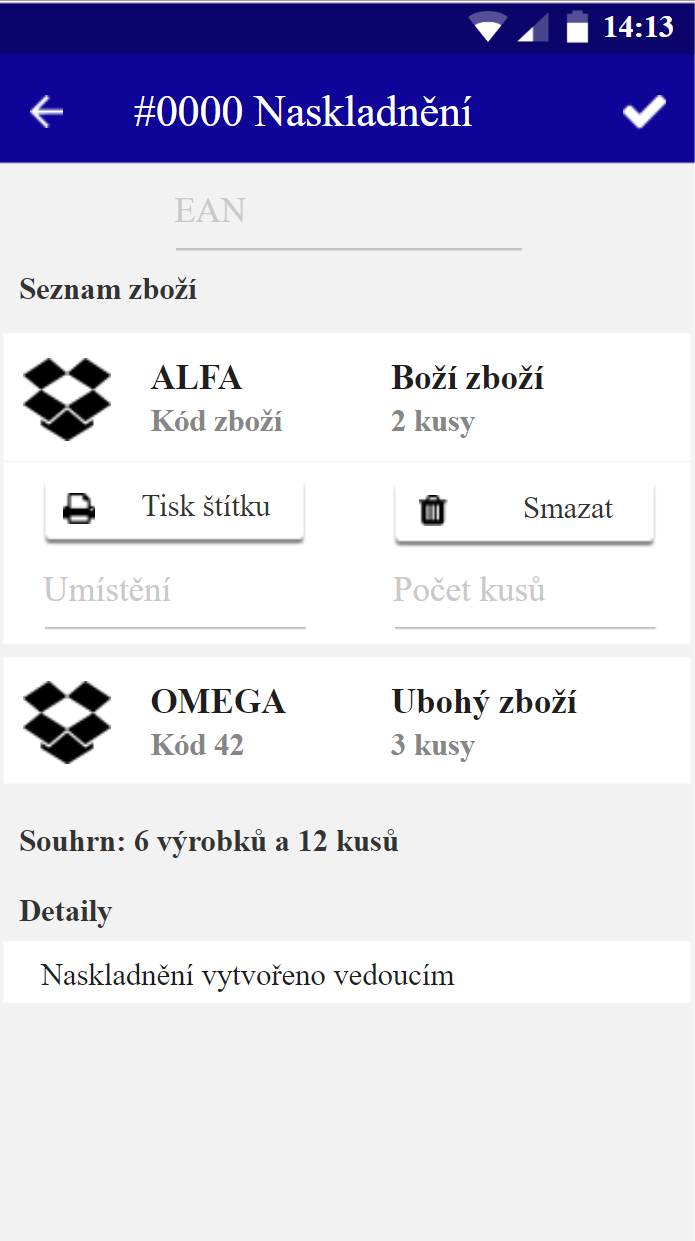 14:13
#0000 Naskladnění
EAN
Seznam zboží
ALFA Boží zboží
Kód zboží 2 kusy
Tisk štítku Smazat
Umístění Počet kusů
OMEGA Ubohý zboží
Kód 42 3 kusy
Souhrn: 6 výrobků a 12 kusů
Detaily
Naskladnění vytvořeno vedoucím